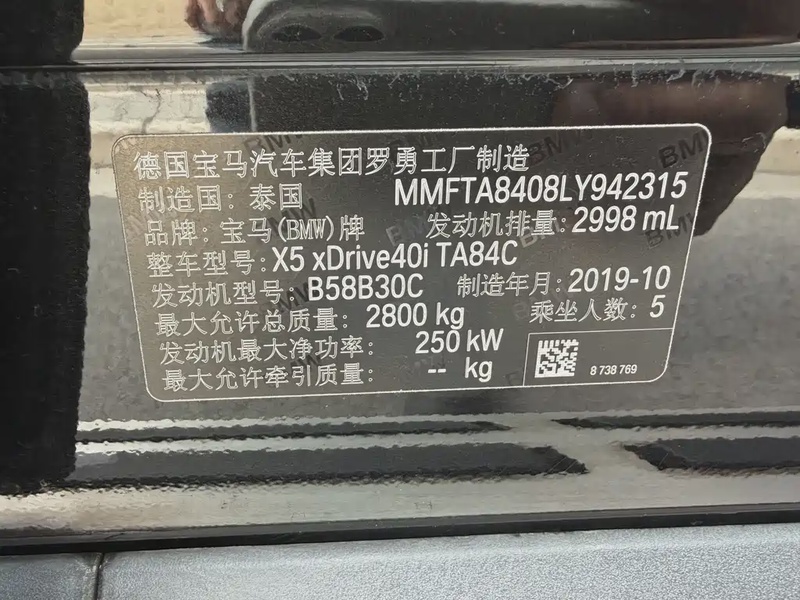 德国宝马汽车集团罗勇工厂制造
制造国: 泰国 MMFTA8408LY942315
品牌: 宝马(BMW)牌 发动机排量: 2998 mL
整车型号: X5 xDrive40i TA84C
发动机型号: B58B30C 制造年月: 2019-10
最大允许总质量: 2800 kg 乘坐人数: 5
发动机最大净功率: 250 kW
最大允许牵引质量: -- kg
8 738 769